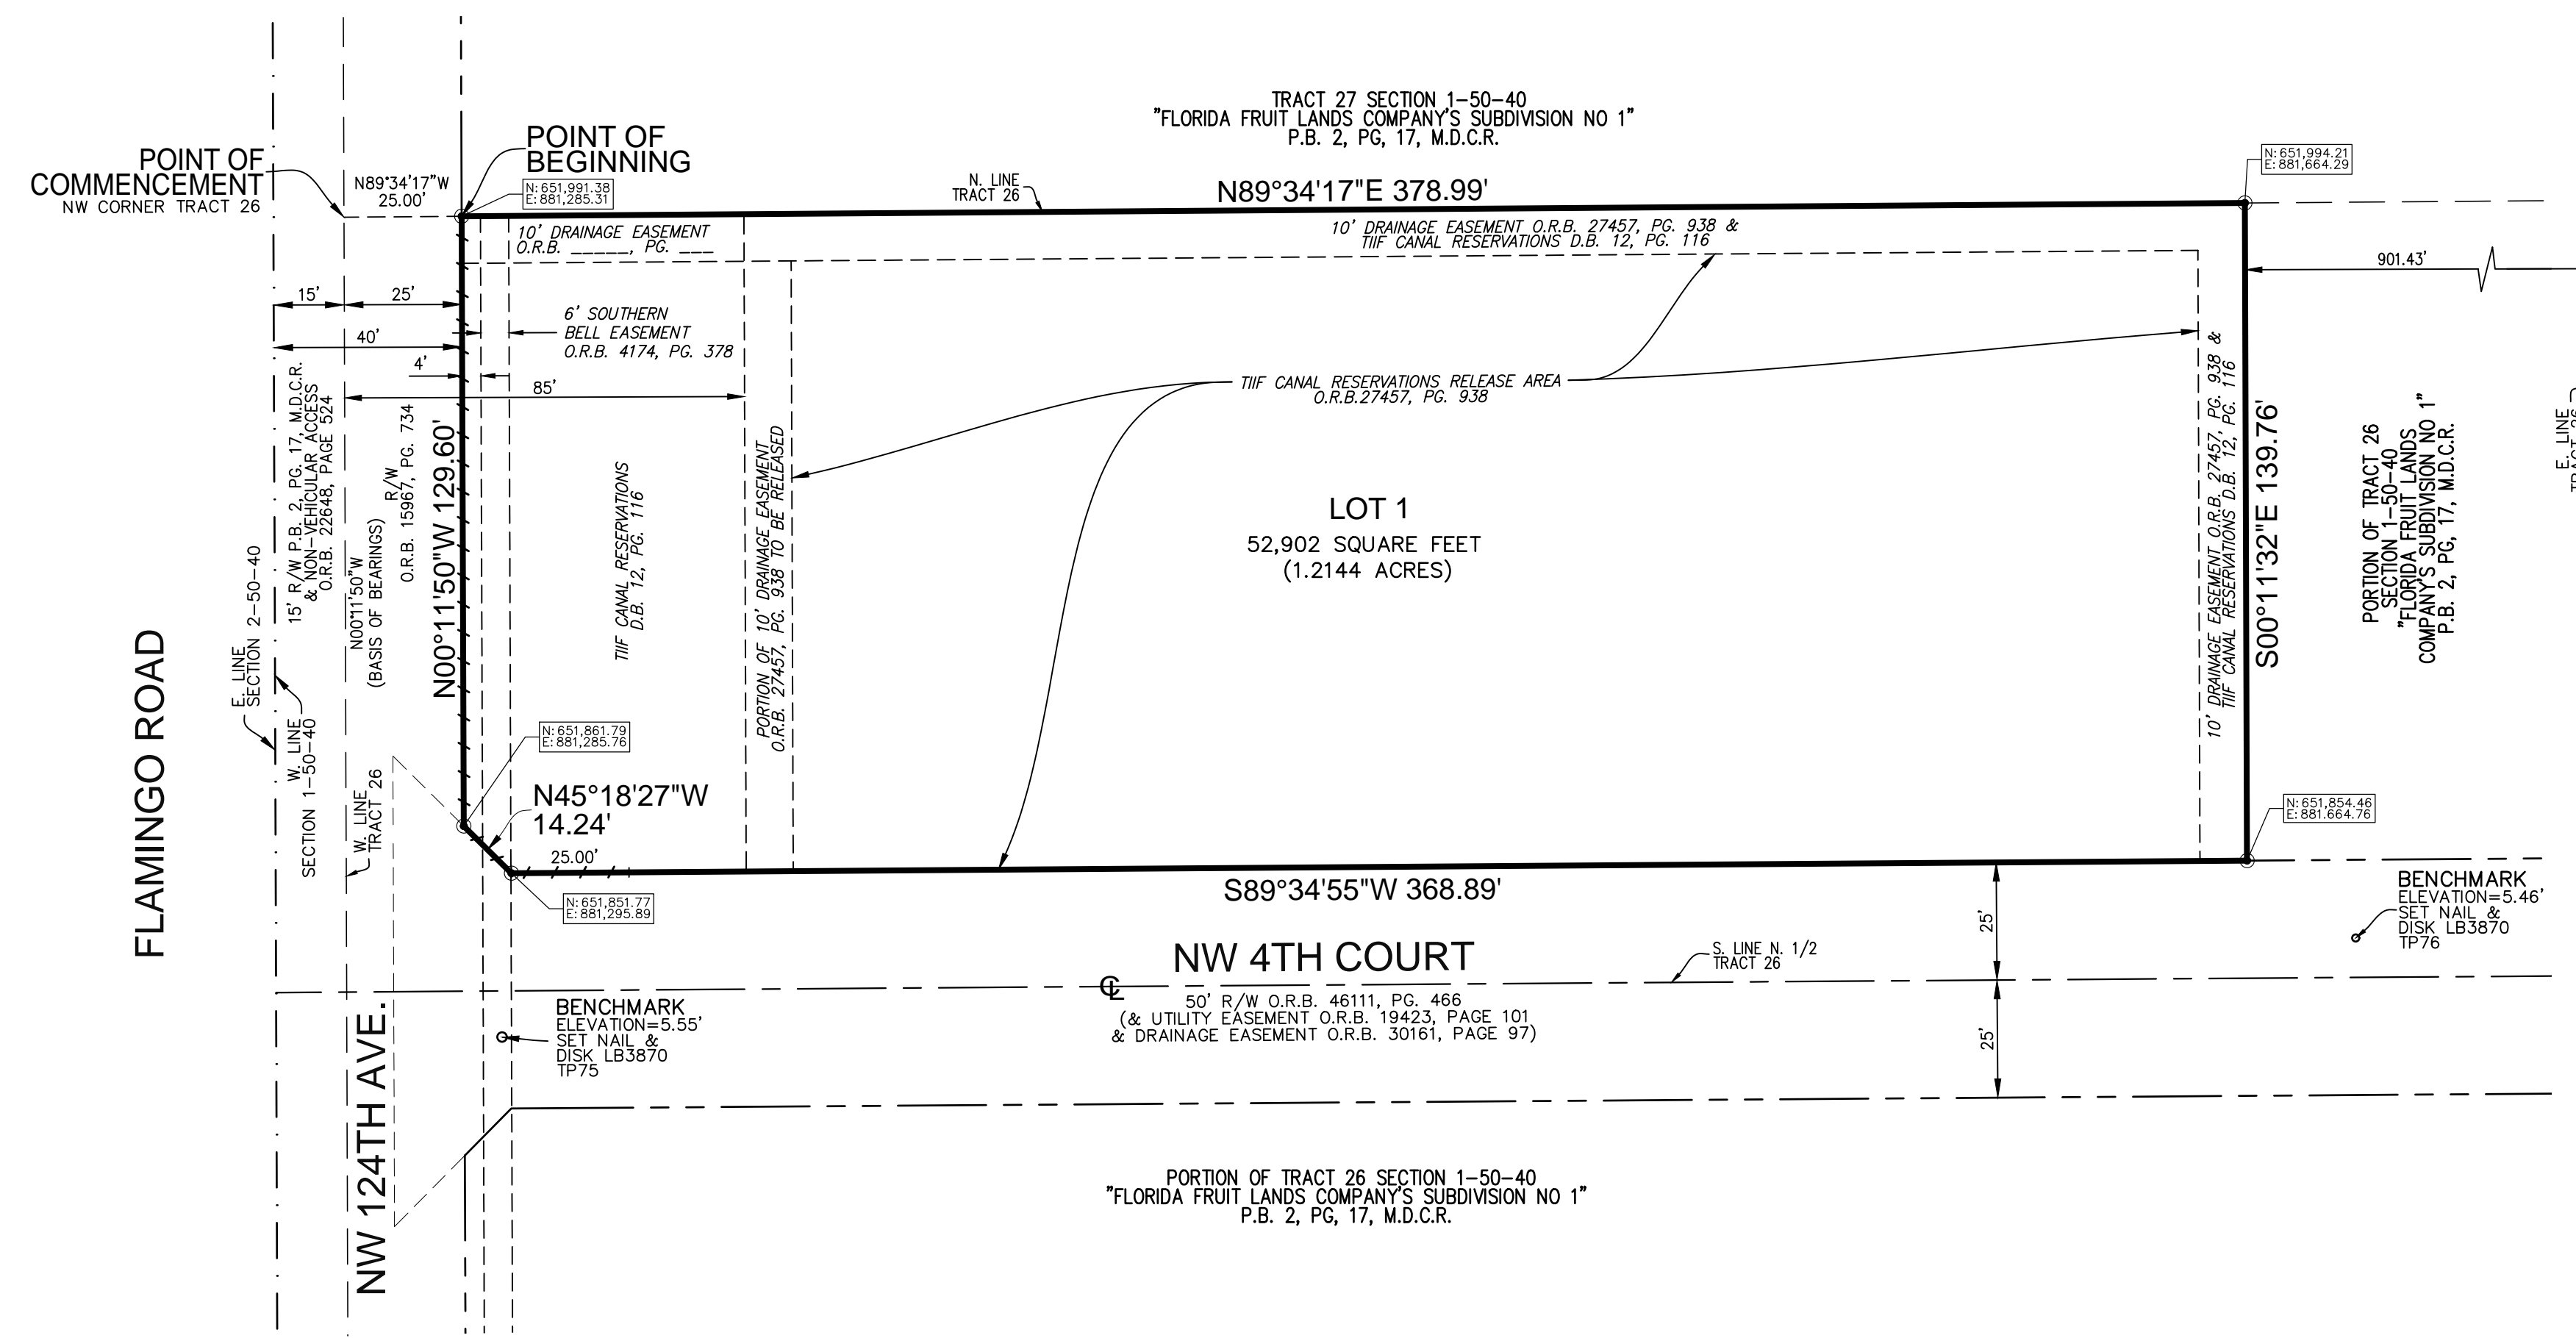 TRACT 27 SECTION 1-50-40
"FLORIDA FRUIT LANDS COMPANY'S SUBDIVISION NO 1"
P.B. 2, PG, 17, M.D.C.R.
POINT OF
COMMENCEMENT
NW CORNER TRACT 26
N89°34'17"W
25.00'
POINT OF
BEGINNING
N: 651,991.38
E: 881,285.31
N. LINE
TRACT 26
N89°34'17"E 378.99'
N: 651,994.21
E: 881,664.29
10' DRAINAGE EASEMENT
O.R.B. _____, PG. ___
10' DRAINAGE EASEMENT O.R.B. 27457, PG. 938 &
TIIF CANAL RESERVATIONS D.B. 12, PG. 116
901.43'
15'
25'
40'
4'
85'
6' SOUTHERN
BELL EASEMENT
O.R.B. 4174, PG. 378
TIIF CANAL RESERVATIONS RELEASE AREA
O.R.B.27457, PG. 938
15' R/W P.B. 2, PG. 17, M.D.C.R.
& NON-VEHICULAR ACCESS
O.R.B. 22648, PAGE 524
N00°11'50"W
(BASIS OF BEARINGS)
R/W
O.R.B. 15967, PG. 734
N00°11'50"W 129.60'
TIIF CANAL RESERVATIONS
D.B. 12, PG. 116
PORTION OF 10' DRAINAGE EASEMENT
O.R.B. 27457, PG. 938 TO BE RELEASED
LOT 1
52,902 SQUARE FEET
(1.2144 ACRES)
10' DRAINAGE EASEMENT O.R.B. 27457, PG. 938 &
TIIF CANAL RESERVATIONS D.B. 12, PG. 116
S00°11'32"E 139.76'
PORTION OF TRACT 26
SECTION 1-50-40
"FLORIDA FRUIT LANDS
COMPANY'S SUBDIVISION NO 1"
P.B. 2, PG, 17, M.D.C.R.
E. LINE
FLAMINGO ROAD
E. LINE
SECTION 2-50-40
W. LINE
SECTION 1-50-40
W. LINE
TRACT 26
N: 651,861.79
E: 881,285.76
N45°18'27"W
14.24'
25.00'
N: 651,851.77
E: 881,295.89
N: 651,854.46
E: 881.664.76
S89°34'55"W 368.89'
25'
25'
NW 4TH COURT
S. LINE N. 1/2
TRACT 26
CL
50' R/W O.R.B. 46111, PG. 466
(& UTILITY EASEMENT O.R.B. 19423, PAGE 101
& DRAINAGE EASEMENT O.R.B. 30161, PAGE 97)
BENCHMARK
ELEVATION=5.46'
SET NAIL &
DISK LB3870
TP76
BENCHMARK
ELEVATION=5.55'
SET NAIL &
DISK LB3870
TP75
NW 124TH AVE.
PORTION OF TRACT 26 SECTION 1-50-40
"FLORIDA FRUIT LANDS COMPANY'S SUBDIVISION NO 1"
P.B. 2, PG, 17, M.D.C.R.